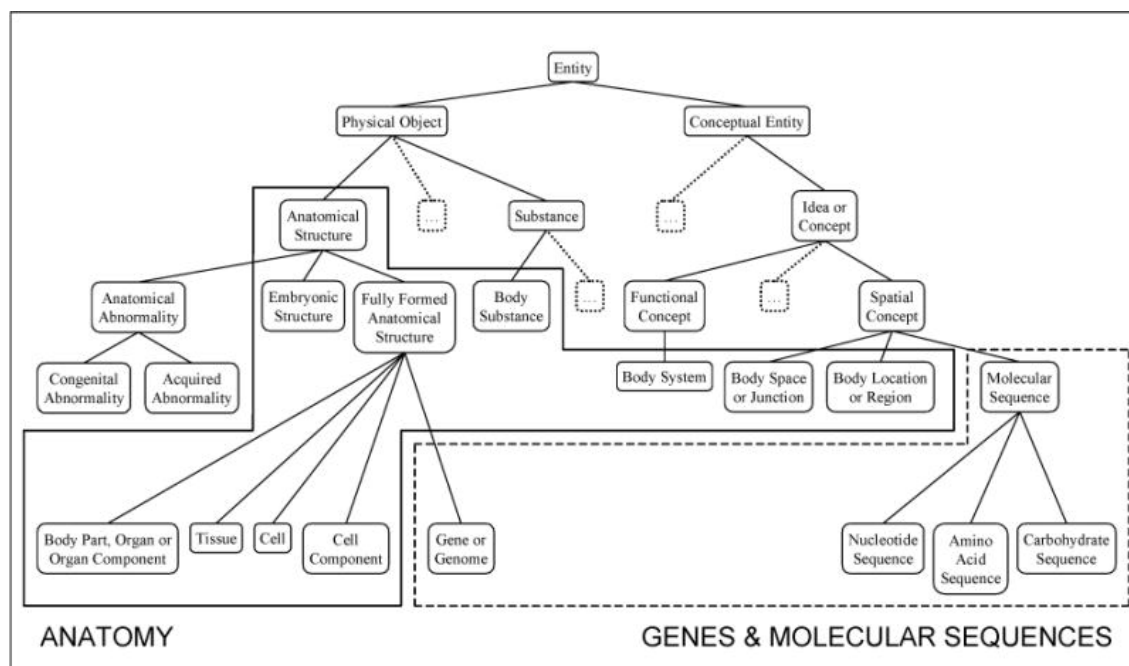 Entity
Physical Object
Conceptual Entity
Anatomical
Structure
...
Substance
...
Idea or
Concept
Anatomical
Abnormality
Embryonic
Structure
Fully Formed
Anatomical
Structure
Body
Substance
...
Functional
Concept
...
Spatial
Concept
Congenital
Abnormality
Acquired
Abnormality
Body System
Body Space
or Junction
Body Location
or Region
Molecular
Sequence
Body Part, Organ or
Organ Component
Tissue
Cell
Cell
Component
Gene or
Genome
Nucleotide
Sequence
Amino
Acid
Sequence
Carbohydrate
Sequence
ANATOMY
GENES & MOLECULAR SEQUENCES